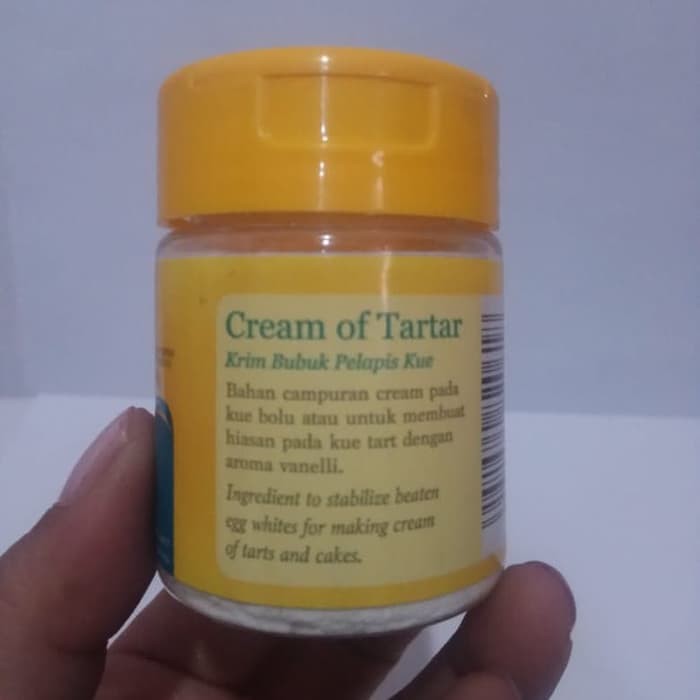 Cream of Tartar
Krim Bubuk Pelapis Kue
Bahan campuran cream pada
kue bolu atau untuk membuat
hiasan pada kue tart dengan
aroma vanelli.
Ingredient to stabilize beaten
egg whites for making cream
of tarts and cakes.